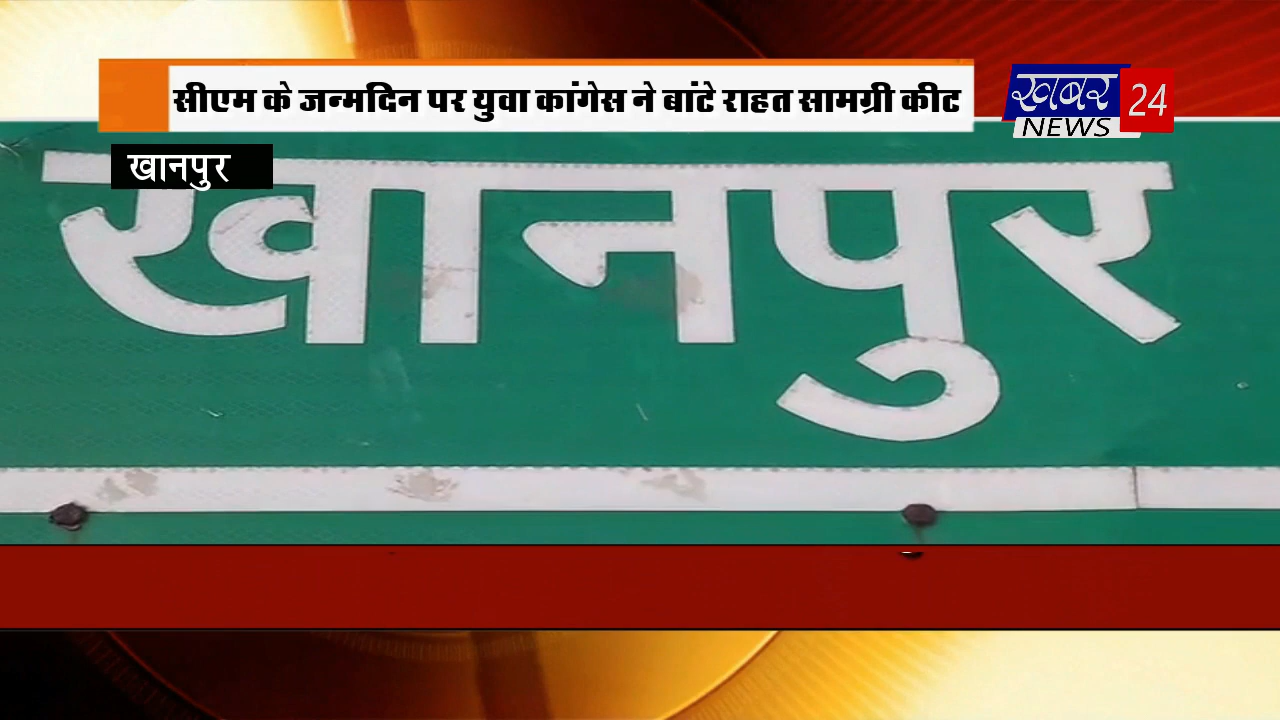 सीएम के जन्मदिन पर युवा कांगेस ने बांटे राहत सामग्री कीट
खबर 24
NEWS
खानपुर
खानपुर